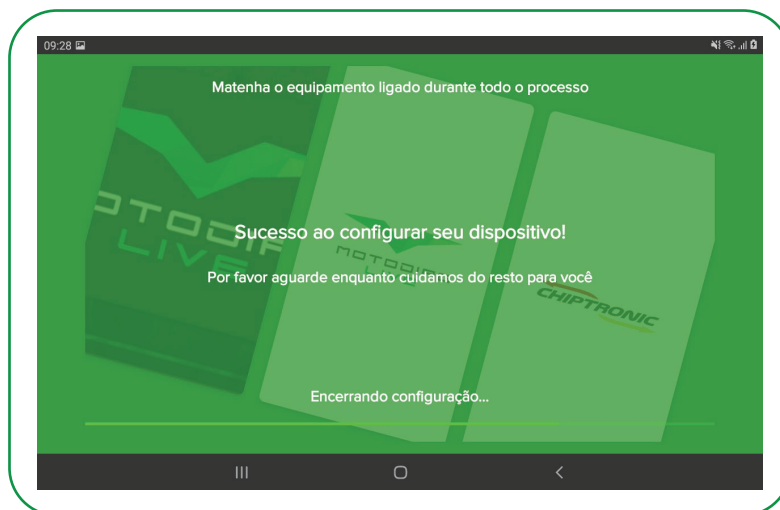 09:28
Matenha o equipamento ligado durante todo o processo
Sucesso ao configurar seu dispositivo!
Por favor aguarde enquanto cuidamos do resto para você
LIVE
CHIPTRONIC
Encerrando configuração...